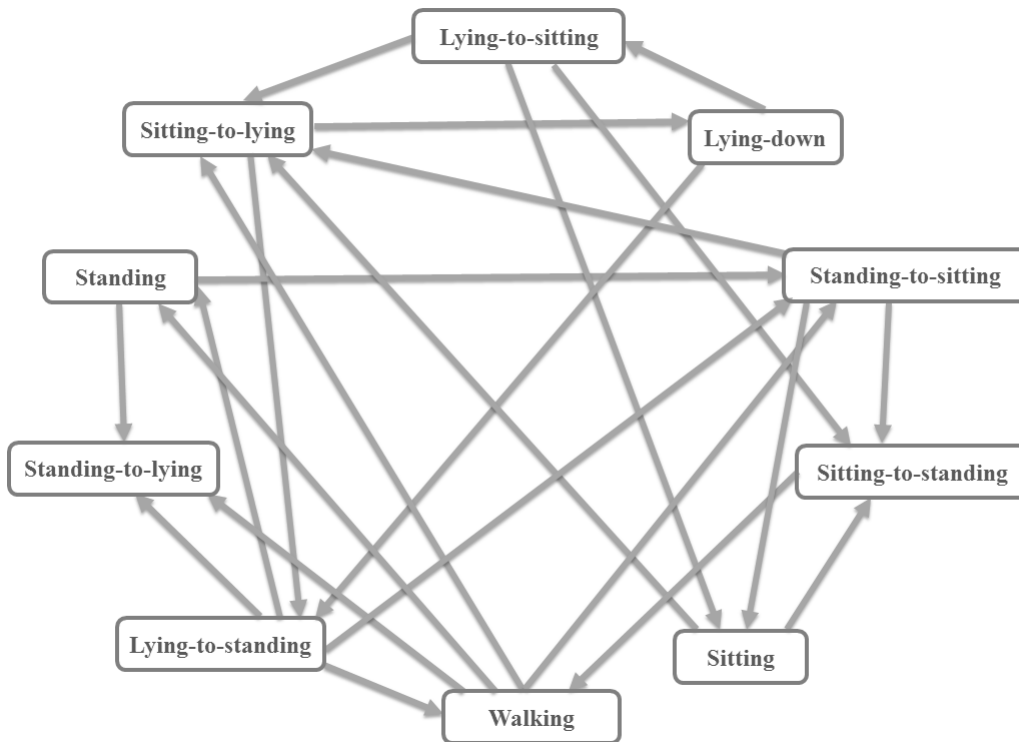 Lying-to-sitting
Sitting-to-lying
Lying-down
Standing
Standing-to-sitting
Standing-to-lying
Sitting-to-standing
Lying-to-standing
Sitting
Walking